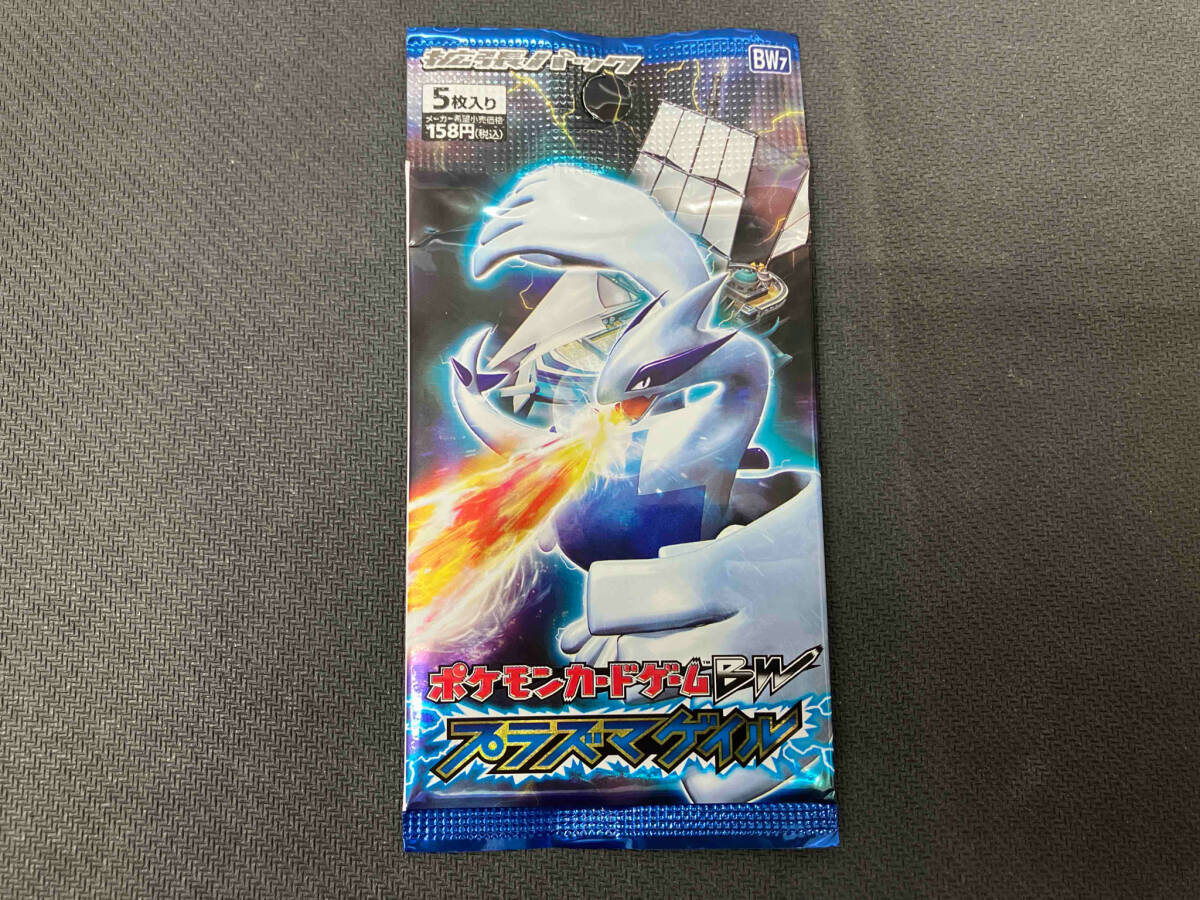 拡張パック
BW7
5枚入り
メーカー希望小売価格
158円(税込)
ポケモンカードゲーム™BW
プラズマゲイル